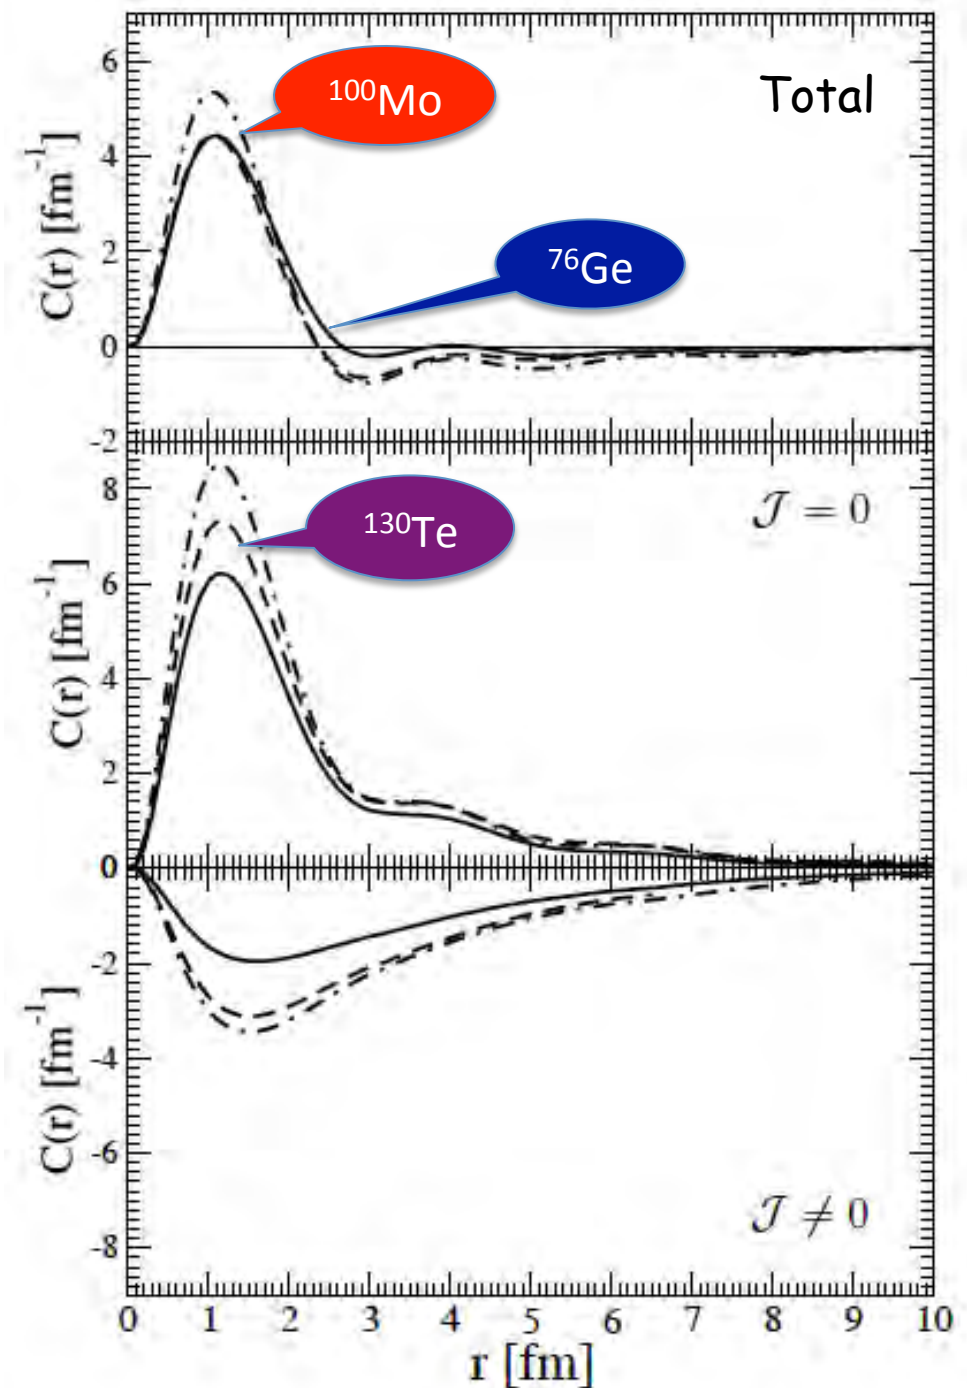 6
4
2
0
-2
C(r) [fm⁻¹]
¹⁰⁰Mo
Total
⁷⁶Ge
8
6
4
2
0
C(r) [fm⁻¹]
¹³⁰Te
𝒥 = 0
-2
-4
-6
-8
C(r) [fm⁻¹]
𝒥 ≠ 0
0 1 2 3 4 5 6 7 8 9 10
r [fm]